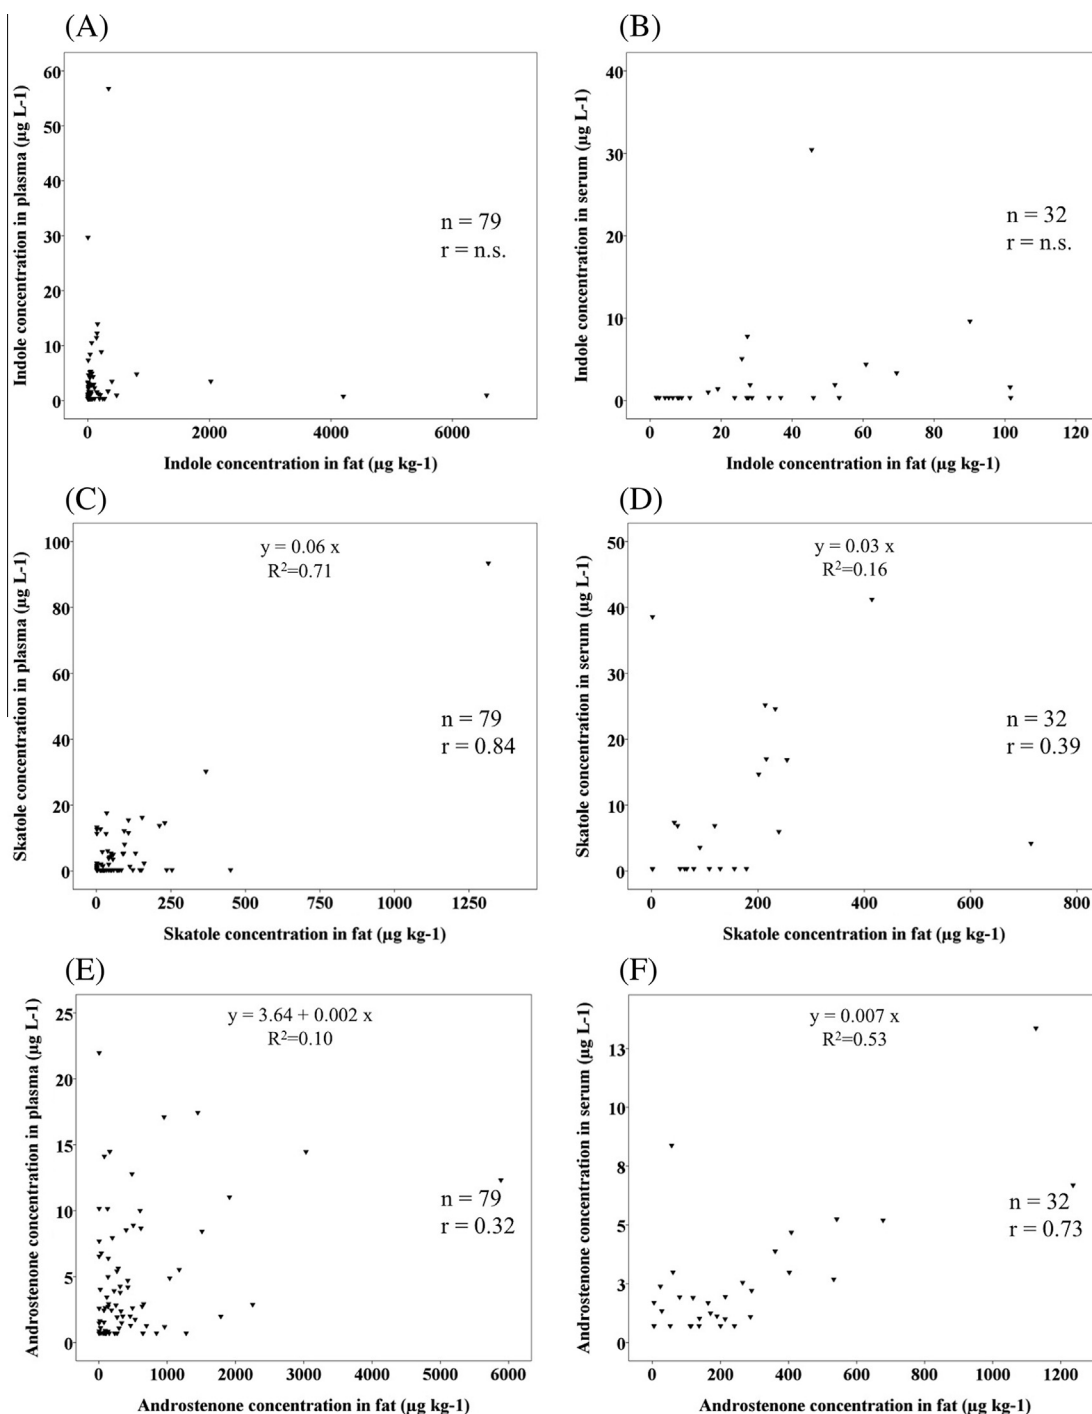 (A)
60
50
40
30
20
10
0
Indole concentration in plasma (µg L-1)
n = 79
r = n.s.
0 2000 4000 6000
Indole concentration in fat (µg kg-1)
(B)
40
30
20
10
0
Indole concentration in serum (µg L-1)
n = 32
r = n.s.
0 20 40 60 80 100 120
Indole concentration in fat (µg kg-1)
(C)
y = 0.06 x
R²=0.71
100
80
60
40
20
0
Skatole concentration in plasma (µg L-1)
n = 79
r = 0.84
0 250 500 750 1000 1250
Skatole concentration in fat (µg kg-1)
(D)
y = 0.03 x
R²=0.16
50
40
30
20
10
0
Skatole concentration in serum (µg L-1)
n = 32
r = 0.39
0 200 400 600 800
Skatole concentration in fat (µg kg-1)
(E)
y = 3.64 + 0.002 x
R²=0.10
25
20
15
10
5
0
Androstenone concentration in plasma (µg L-1)
n = 79
r = 0.32
0 1000 2000 3000 4000 5000 6000
Androstenone concentration in fat (µg kg-1)
(F)
y = 0.007 x
R²=0.53
13
10
8
5
3
0
Androstenone concentration in serum (µg L-1)
n = 32
r = 0.73
0 200 400 600 800 1000 1200
Androstenone concentration in fat (µg kg-1)